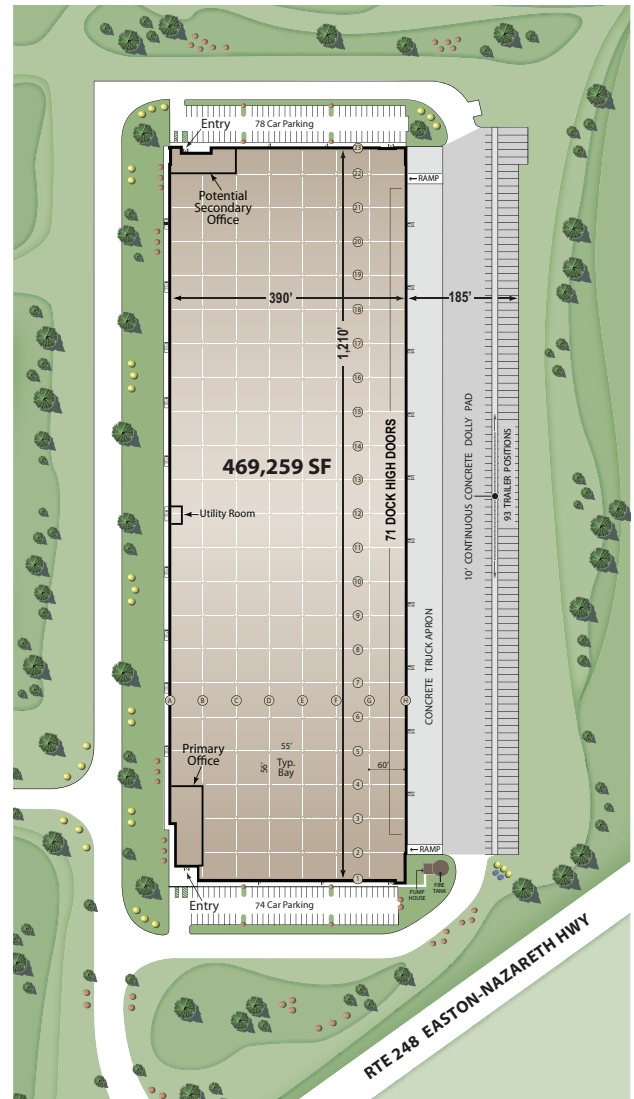 Entry
78 Car Parking
23
22
← RAMP
Potential
Secondary
Office
21
20
19
390'
185'
18
1,210'
17
16
15
14
71 DOCK HIGH DOORS
10' CONTINUOUS CONCRETE DOLLY PAD
93 TRAILER POSITIONS
469,259 SF
13
Utility Room
12
11
10
9
8
CONCRETE TRUCK APRON
7
A B C D E F G H
6
55'
56'
Typ.
Bay
5
60'
Primary
Office
4
3
2
← RAMP
1
PUMP
HOUSE
FIRE
TANK
Entry
74 Car Parking
RTE 248 EASTON-NAZARETH HWY